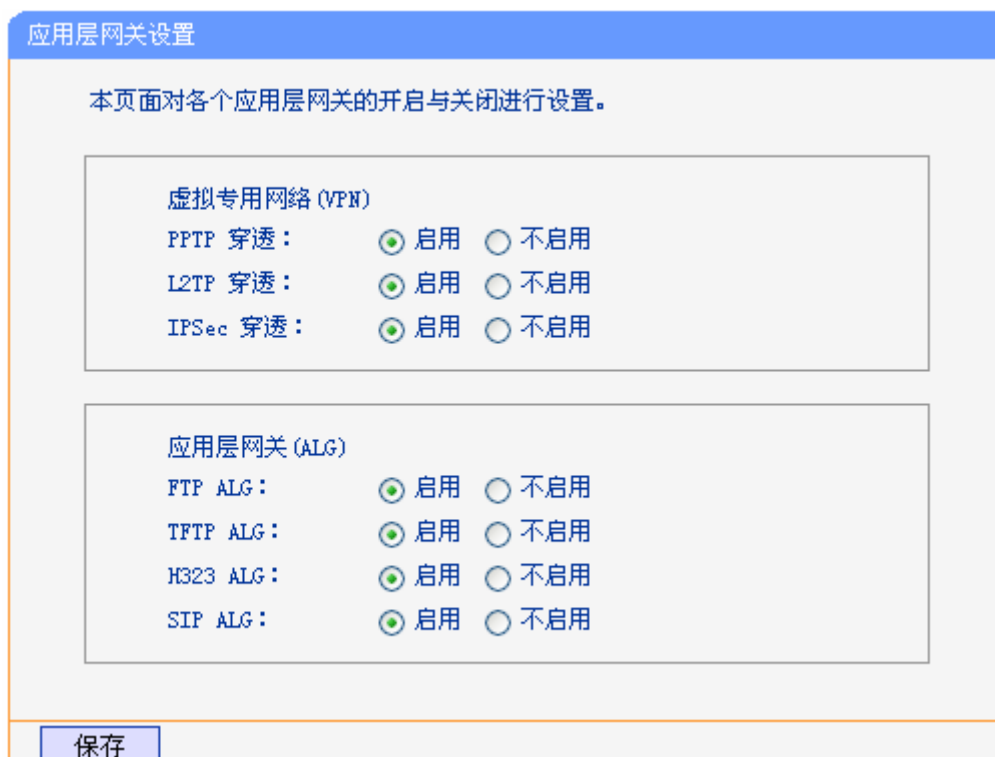 应用层网关设置
本页面对各个应用层网关的开启与关闭进行设置。
虚拟专用网络(VPN)
PPTP 穿透： 启用 不启用
L2TP 穿透： 启用 不启用
IPSec 穿透： 启用 不启用
应用层网关(ALG)
FTP ALG： 启用 不启用
TFTP ALG： 启用 不启用
H323 ALG： 启用 不启用
SIP ALG： 启用 不启用
保存